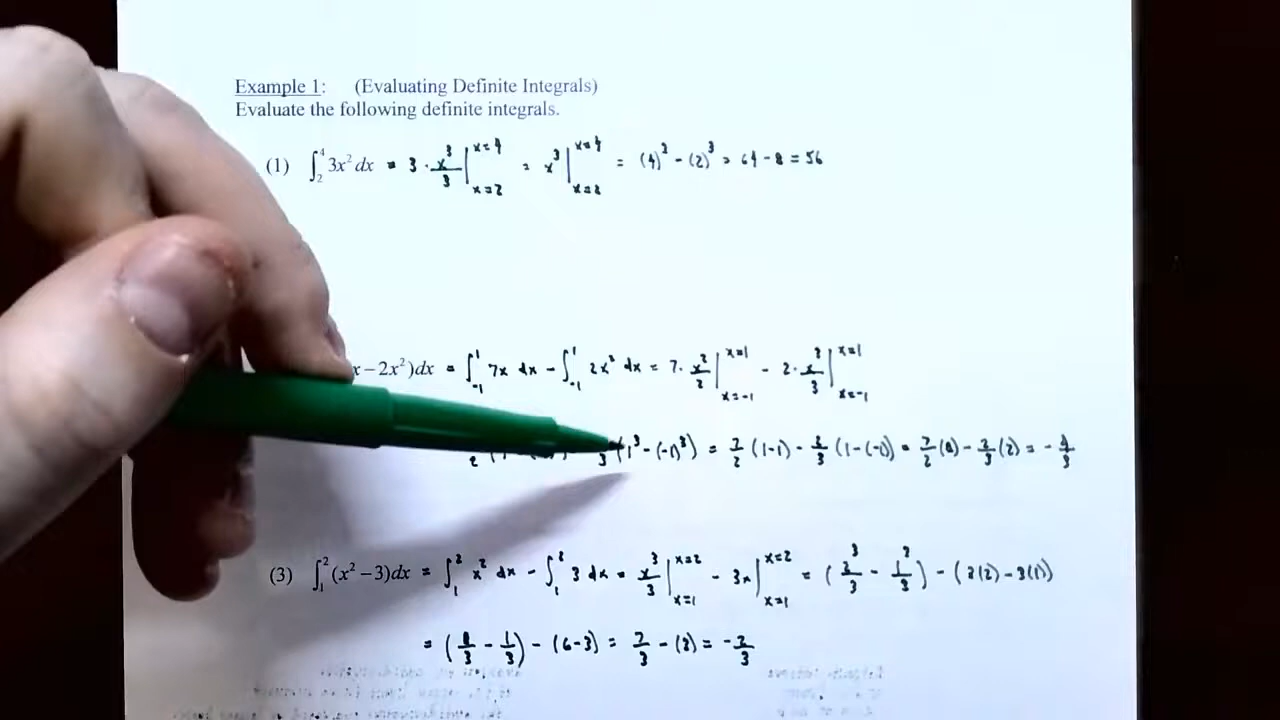 Example 1: (Evaluating Definite Integrals)
Evaluate the following definite integrals.
(1) ∫₂⁴ 3x² dx = 3 · x³/3 |ₓ₌₂ˣ⁼⁴ = x³ |ₓ₌₂ˣ⁼⁴ = (4)² - (2)³ = 64 - 8 = 56
x - 2x²)dx = ∫₋₁¹ 7x dx - ∫₋₁¹ 2x² dx = 7 · x²/2 |ₓ₌₋₁ˣ⁼¹ - 2 · x³/3 |ₓ₌₋₁ˣ⁼¹
(1³ - (-1)³) = 7/2 (1-1) - 2/3 (1-(-1)) = 7/2 (0) - 2/3 (2) = -4/3
(3) ∫₁² (x² - 3)dx = ∫₁² x² dx - ∫₁² 3 dx = x³/3 |ₓ₌₁ˣ⁼² - 3x |ₓ₌₁ˣ⁼² = (2³/3 - 1³/3) - (3(2) - 3(1))
= (8/3 - 1/3) - (6-3) = 7/3 - (3) = -2/3